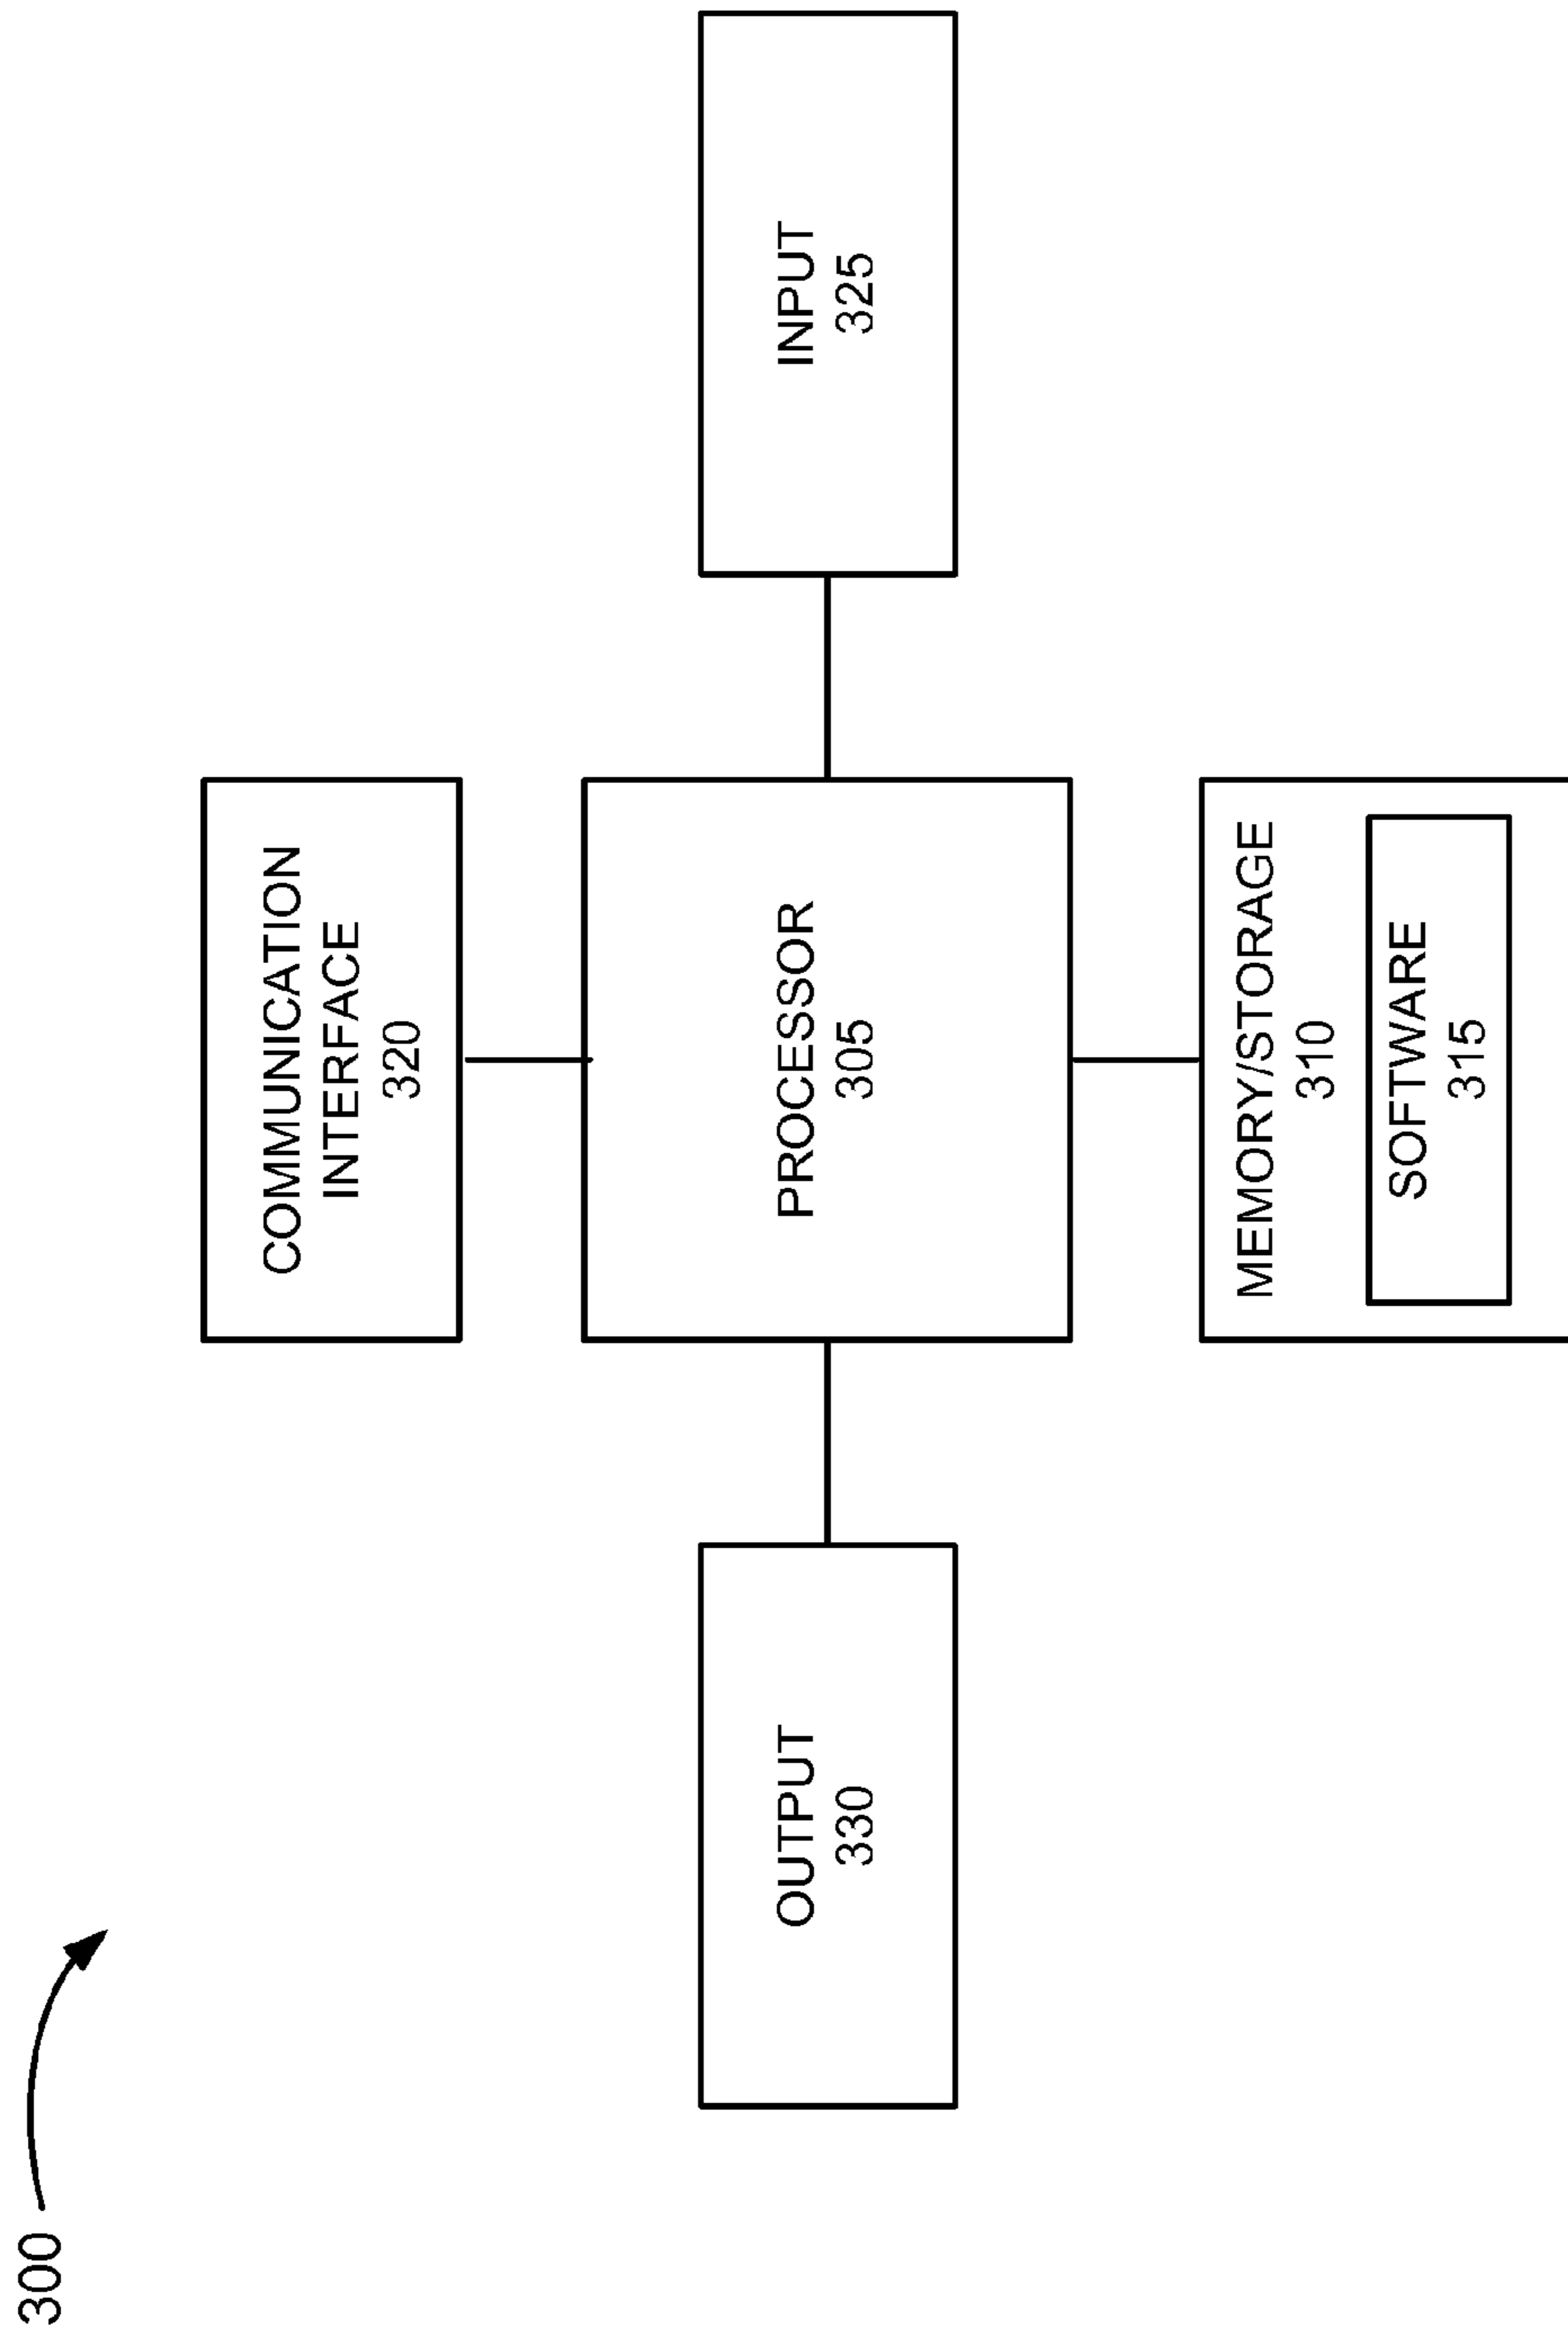 300
COMMUNICATION
INTERFACE
320
OUTPUT
330
PROCESSOR
305
INPUT
325
MEMORY/STORAGE
310
SOFTWARE
315